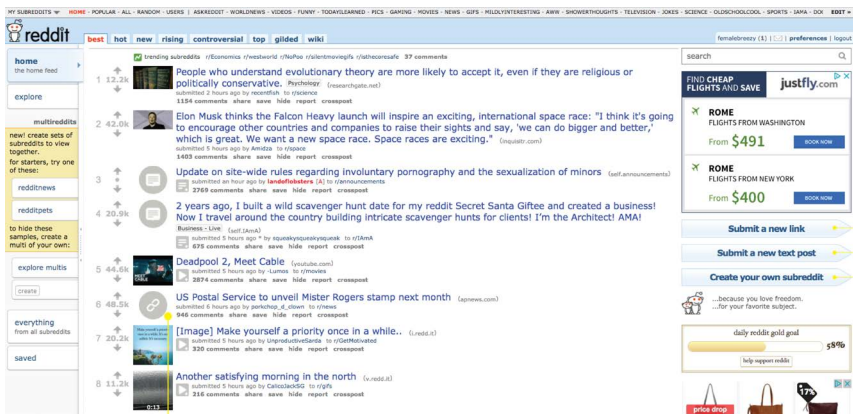 MY SUBREDDITS HOME - POPULAR - ALL - RANDOM - USERS | ASKREDDIT - WORLDNEWS - VIDEOS - FUNNY - TODAYILEARNED - PICS - GAMING - MOVIES - NEWS - GIFS - MILDLYINTERESTING - AWW - SHOWERTHOUGHTS - TELEVISION - JOKES - SCIENCE - OLDSCHOOLCOOL - SPORTS - IAMA - DOI EDIT »
reddit best hot new rising controversial top gilded wiki
femalebressy (1) | preferences | logout
home
the home feed
explore
multireddits
new! create sets of
subreddits to view
together.
for starters, try one
of these:
redditnews
redditpets
to hide these
samples, create a
multi of your own:
explore multis
create
everything
from all subreddits
saved
trending subreddits r/Economics r/westworld r/NoPoo r/silentmoviegifs r/isthecoresafe 37 comments
1 12.2k
People who understand evolutionary theory are more likely to accept it, even if they are religious or
politically conservative. Psychology (researchgate.net)
submitted 2 hours ago by recentfish to r/science
1154 comments share save hide report crosspost
2 42.0k
Elon Musk thinks the Falcon Heavy launch will inspire an exciting, international space race: "I think it's going
to encourage other countries and companies to raise their sights and say, 'we can do bigger and better,'
which is great. We want a new space race. Space races are exciting." (inquisitr.com)
submitted 5 hours ago by Amidza to r/space
1403 comments share save hide report crosspost
3
Update on site-wide rules regarding involuntary pornography and the sexualization of minors (self.announcements)
submitted an hour ago by landoflobsters [A] to r/announcements
2769 comments share save hide report crosspost
4 20.9k
2 years ago, I built a wild scavenger hunt date for my reddit Secret Santa Giftee and created a business!
Now I travel around the country building intricate scavenger hunts for clients! I'm the Architect! AMA!
Business - Live (self.IAmA)
submitted 5 hours ago * by squeakysqueakysqueak to r/IAmA
675 comments share save hide report crosspost
5 44.6k
Deadpool 2, Meet Cable (youtube.com)
submitted 5 hours ago by -Lumos to r/movies
2874 comments share save hide report crosspost
6 48.5k
US Postal Service to unveil Mister Rogers stamp next month (apnews.com)
submitted 6 hours ago by porkchop_d_clown to r/news
946 comments share save hide report crosspost
7 20.2k
[Image] Make yourself a priority once in a while.. (i.redd.it)
submitted 5 hours ago by UnproductiveSarda to r/GetMotivated
320 comments share save hide report crosspost
8 11.2k
Another satisfying morning in the north (v.redd.it)
submitted 5 hours ago by CalicoJackSG to r/gifs
216 comments share save hide report crosspost
0:13
search
FIND CHEAP
FLIGHTS AND SAVE
justfly.com
ROME
FLIGHTS FROM WASHINGTON
From $491 BOOK NOW
ROME
FLIGHTS FROM NEW YORK
From $400 BOOK NOW
Submit a new link
Submit a new text post
Create your own subreddit
...because you love freedom.
...for your favorite subject.
daily reddit gold goal
58%
help support reddit
17%
price drop